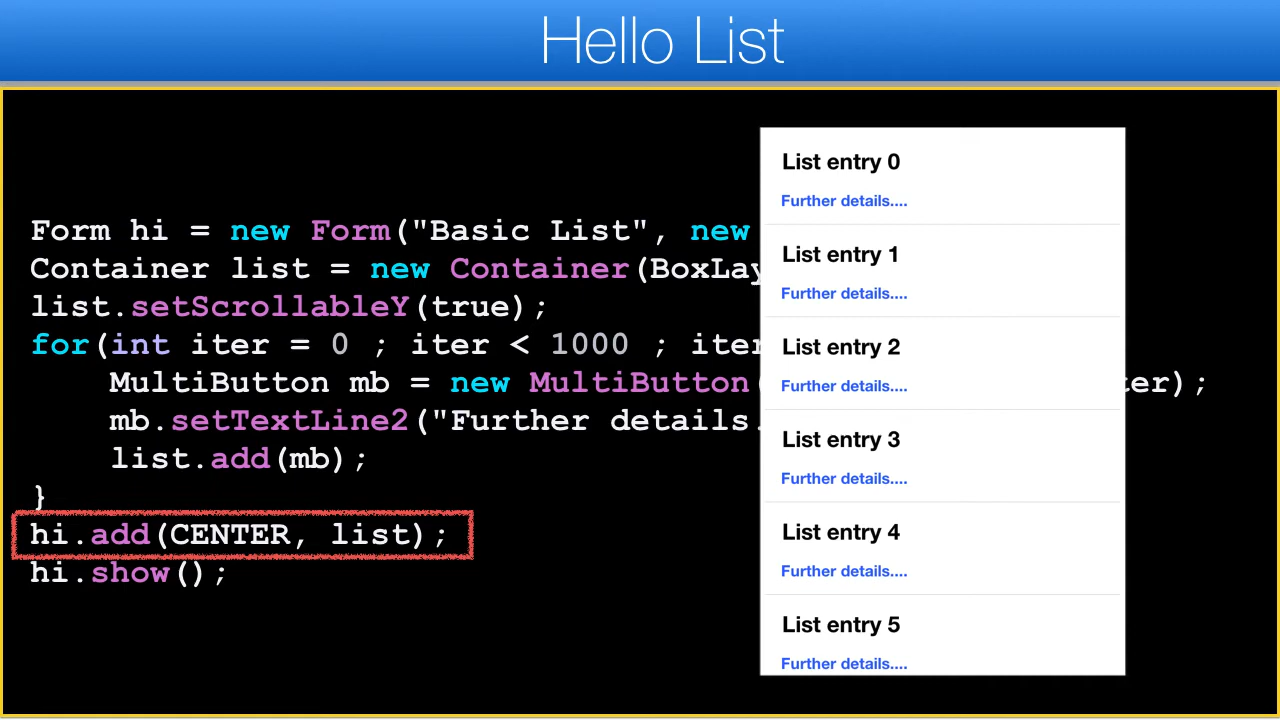 Hello List
Form hi = new Form("Basic List", new
Container list = new Container(BoxLay
list.setScrollableY(true);
for(int iter = 0 ; iter < 1000 ; iter
MultiButton mb = new MultiButton( ter);
mb.setTextLine2("Further details.
list.add(mb);
}
hi.add(CENTER, list);
hi.show();
List entry 0
Further details....
List entry 1
Further details....
List entry 2
Further details....
List entry 3
Further details....
List entry 4
Further details....
List entry 5
Further details....